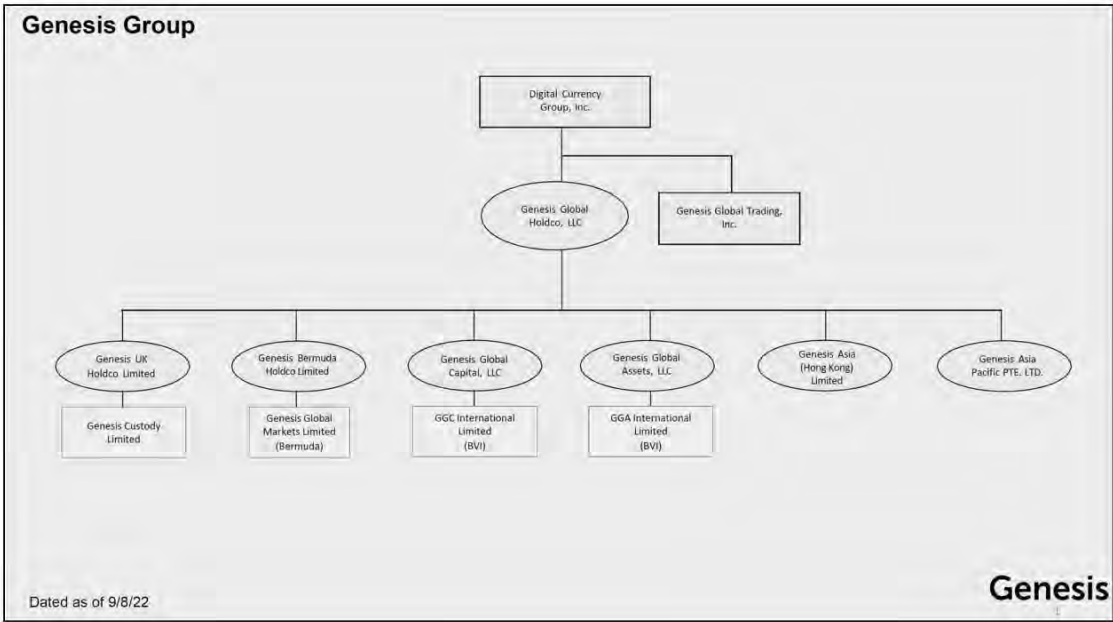 Genesis Group
Digital Currency
Group, Inc.
Genesis Global
Holdco, LLC
Genesis Global Trading,
Inc.
Genesis UK
Holdco Limited
Genesis Bermuda
Holdco Limited
Genesis Global
Capital, LLC
Genesis Global
Assets, LLC
Genesis Asia
(Hong Kong)
Limited
Genesis Asia
Pacific PTE. LTD.
Genesis Custody
Limited
Genesis Global
Markets Limited
(Bermuda)
GGC International
Limited
(BVI)
GGA International
Limited
(BVI)
Dated as of 9/8/22
Genesis
1